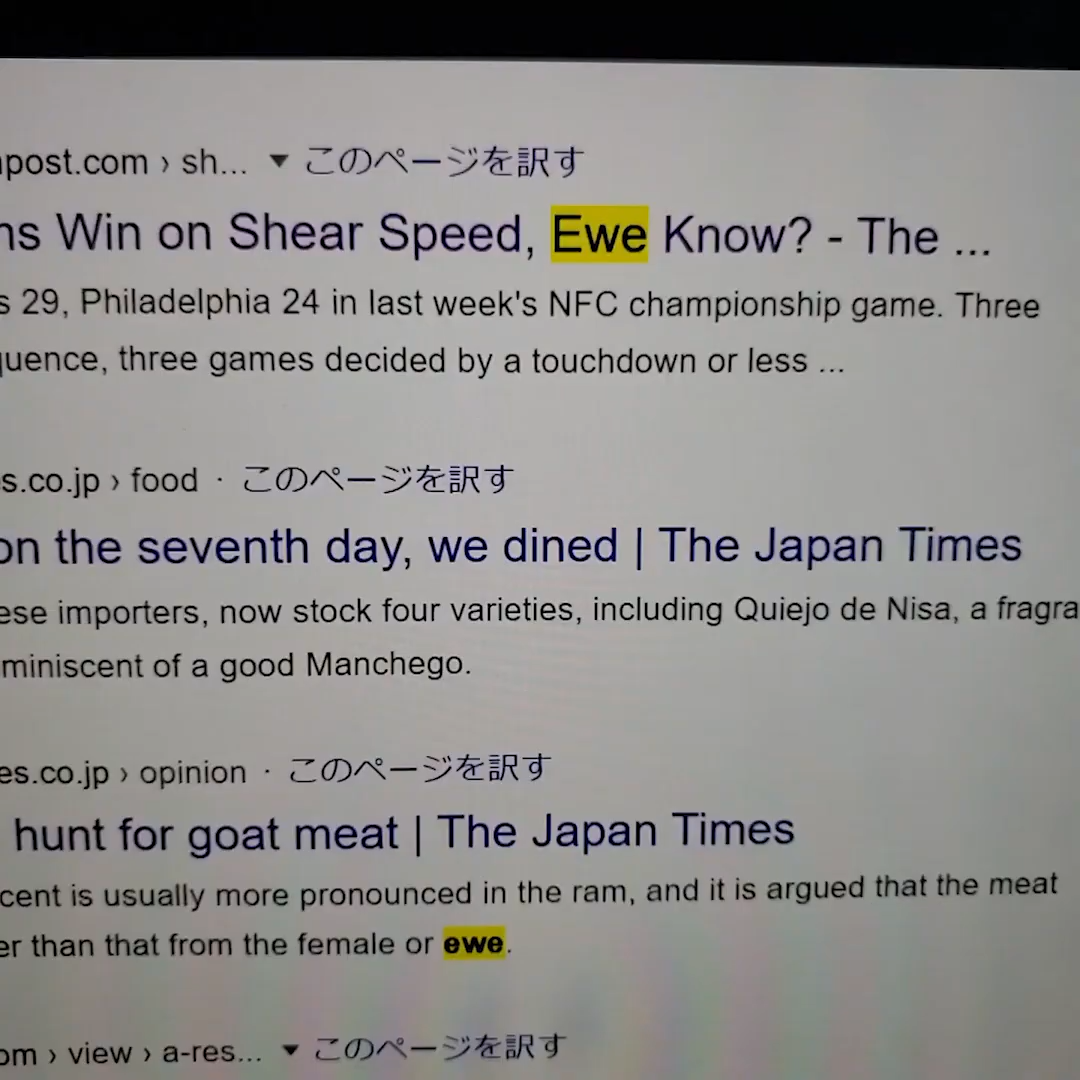 post.com › sh... ▼ このページを訳す
Win on Shear Speed, Ewe Know? - The ...
29, Philadelphia 24 in last week's NFC championship game. Three
three games decided by a touchdown or less ...
s.co.jp › food · このページを訳す
on the seventh day, we dined | The Japan Times
importers, now stock four varieties, including Quiejo de Nisa, a fragra
miniscent of a good Manchego.
es.co.jp › opinion · このページを訳す
hunt for goat meat | The Japan Times
cent is usually more pronounced in the ram, and it is argued that the meat
er than that from the female or ewe.
om › view › a-res... ▼ このページを訳す